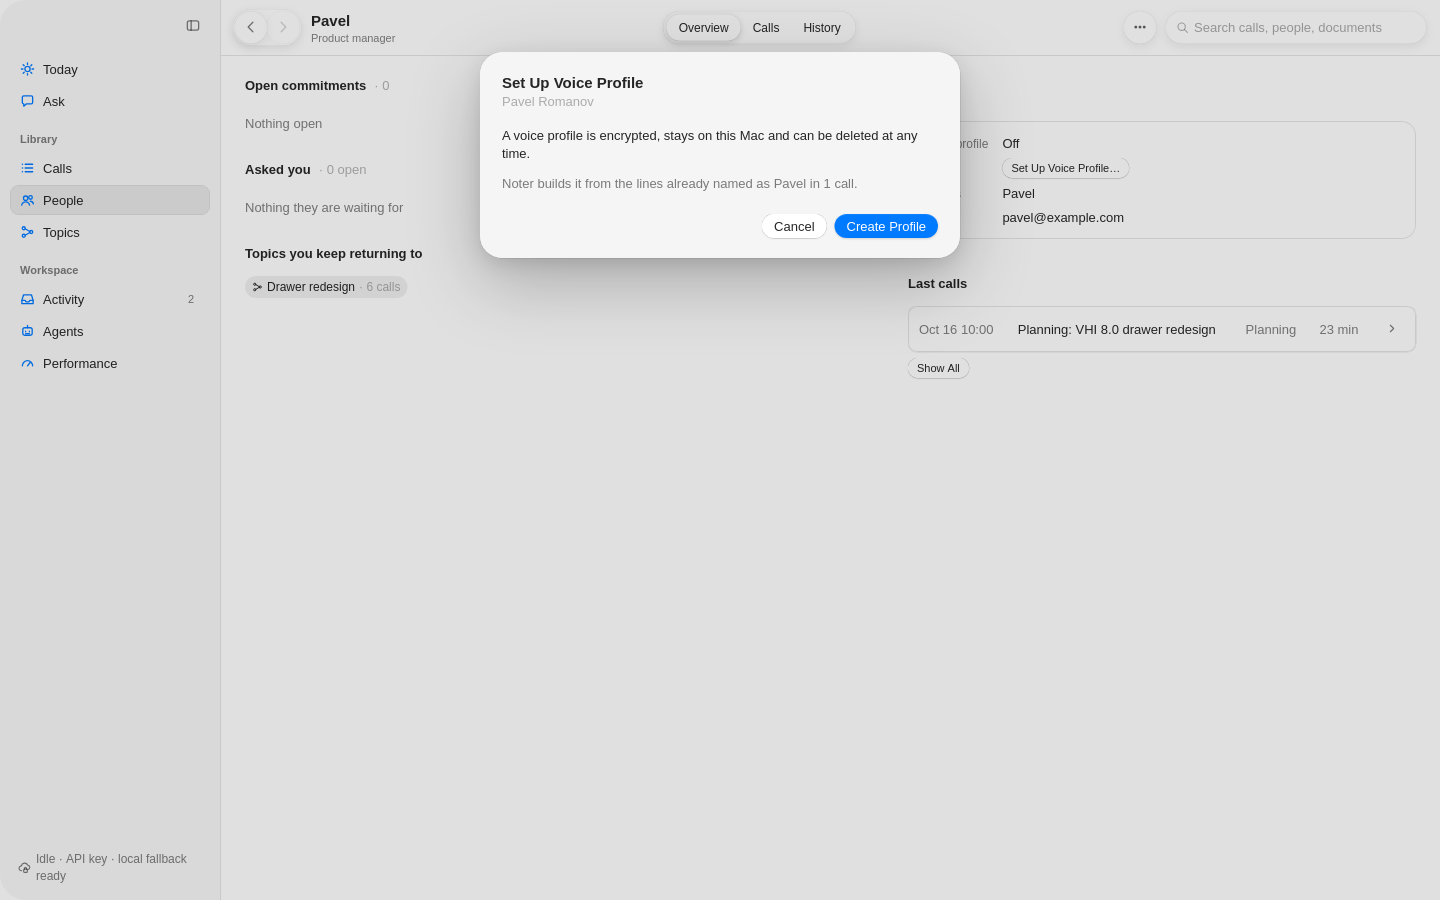 Today
Ask
Library
Calls
People
Topics
Workspace
Activity 2
Agents
Performance
Idle · API key · local fallback
ready
Pavel
Product manager
Overview Calls History
Search calls, people, documents
Open commitments · 0
Nothing open
Asked you · 0 open
Nothing they are waiting for
Topics you keep returning to
Drawer redesign · 6 calls
Set Up Voice Profile
Pavel Romanov
A voice profile is encrypted, stays on this Mac and can be deleted at any
time.
Noter builds it from the lines already named as Pavel in 1 call.
Cancel Create Profile
profile Off
Set Up Voice Profile…
Pavel
pavel@example.com
Last calls
Oct 16 10:00 Planning: VHI 8.0 drawer redesign Planning 23 min
Show All